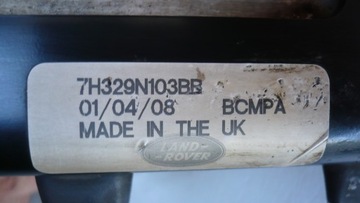 7H329N103BB
01/04/08 BCMPA
MADE IN THE UK
LAND-
-ROVER